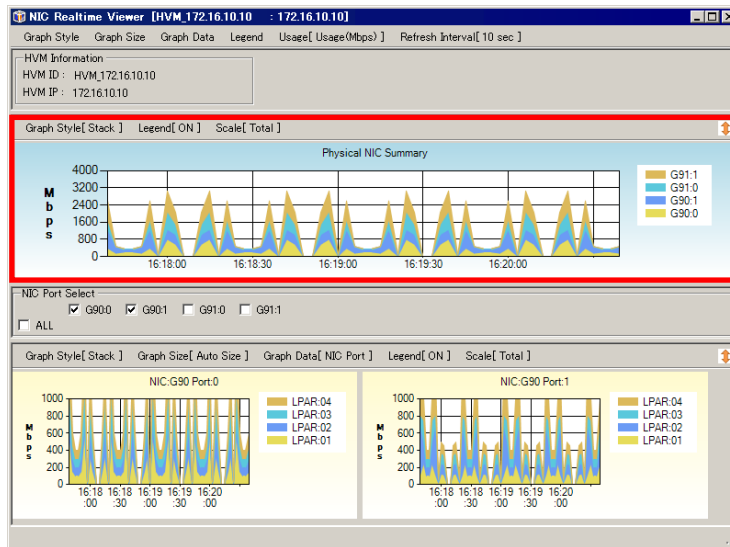 NIC Realtime Viewer [HVM_172.16.10.10 : 172.16.10.10]
Graph Style Graph Size Graph Data Legend Usage[ Usage(Mbps) ] Refresh Interval[ 10 sec ]
HVM Information
HVM ID : HVM_172.16.10.10
HVM IP : 172.16.10.10
Graph Style[ Stack ] Legend[ ON ] Scale[ Total ]
Physical NIC Summary
Mbps
4000
3200
2400
1600
800
0
16:18:00 16:18:30 16:19:00 16:19:30 16:20:00
G91:1
G91:0
G90:1
G90:0
NIC Port Select
G90:0 G90:1 G91:0 G91:1
ALL
Graph Style[ Stack ] Graph Size[ Auto Size ] Graph Data[ NIC Port ] Legend[ ON ] Scale[ Total ]
NIC:G90 Port:0
Mbps
1000
800
600
400
200
0
16:18:00 16:18:30 16:19:00 16:19:30 16:20:00
LPAR:04
LPAR:03
LPAR:02
LPAR:01
NIC:G90 Port:1
Mbps
1000
800
600
400
200
0
16:18:00 16:18:30 16:19:00 16:19:30 16:20:00
LPAR:04
LPAR:03
LPAR:02
LPAR:01